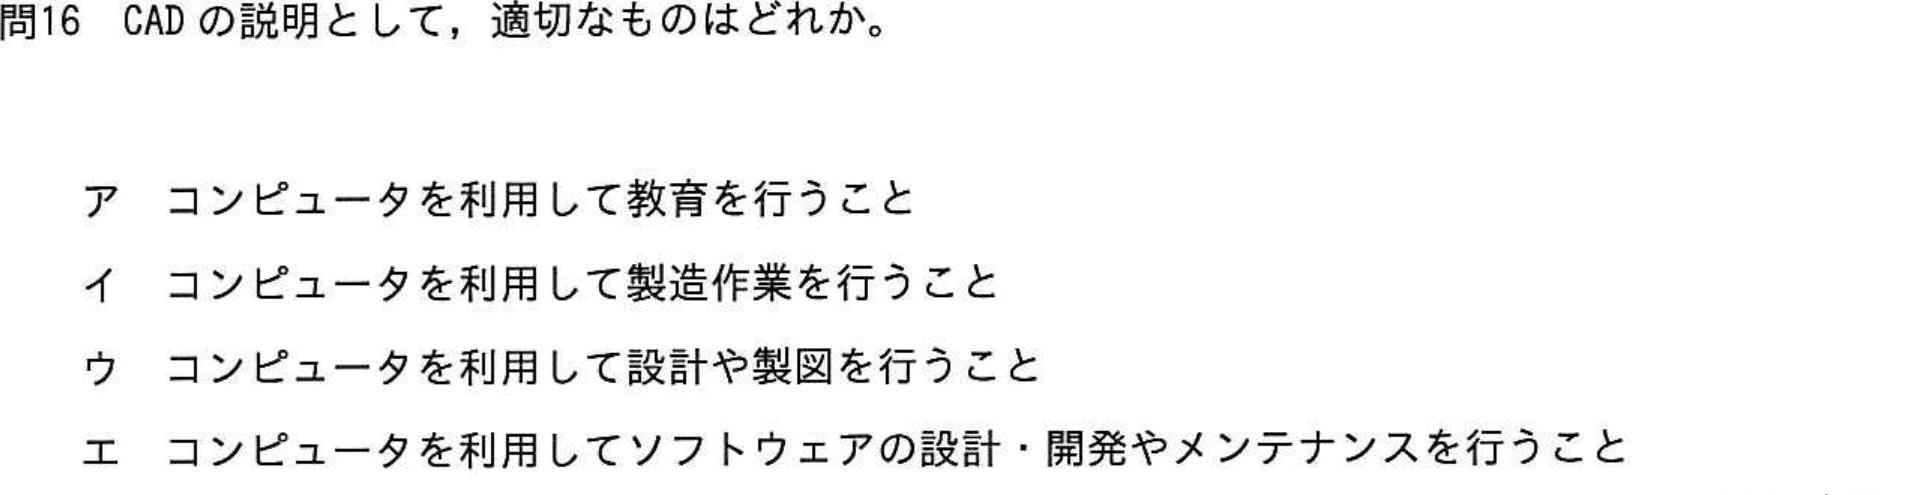 問16　CAD の説明として，適切なものはどれか。
ア　コンピュータを利用して教育を行うこと
イ　コンピュータを利用して製造作業を行うこと
ウ　コンピュータを利用して設計や製図を行うこと
エ　コンピュータを利用してソフトウェアの設計・開発やメンテナンスを行うこと